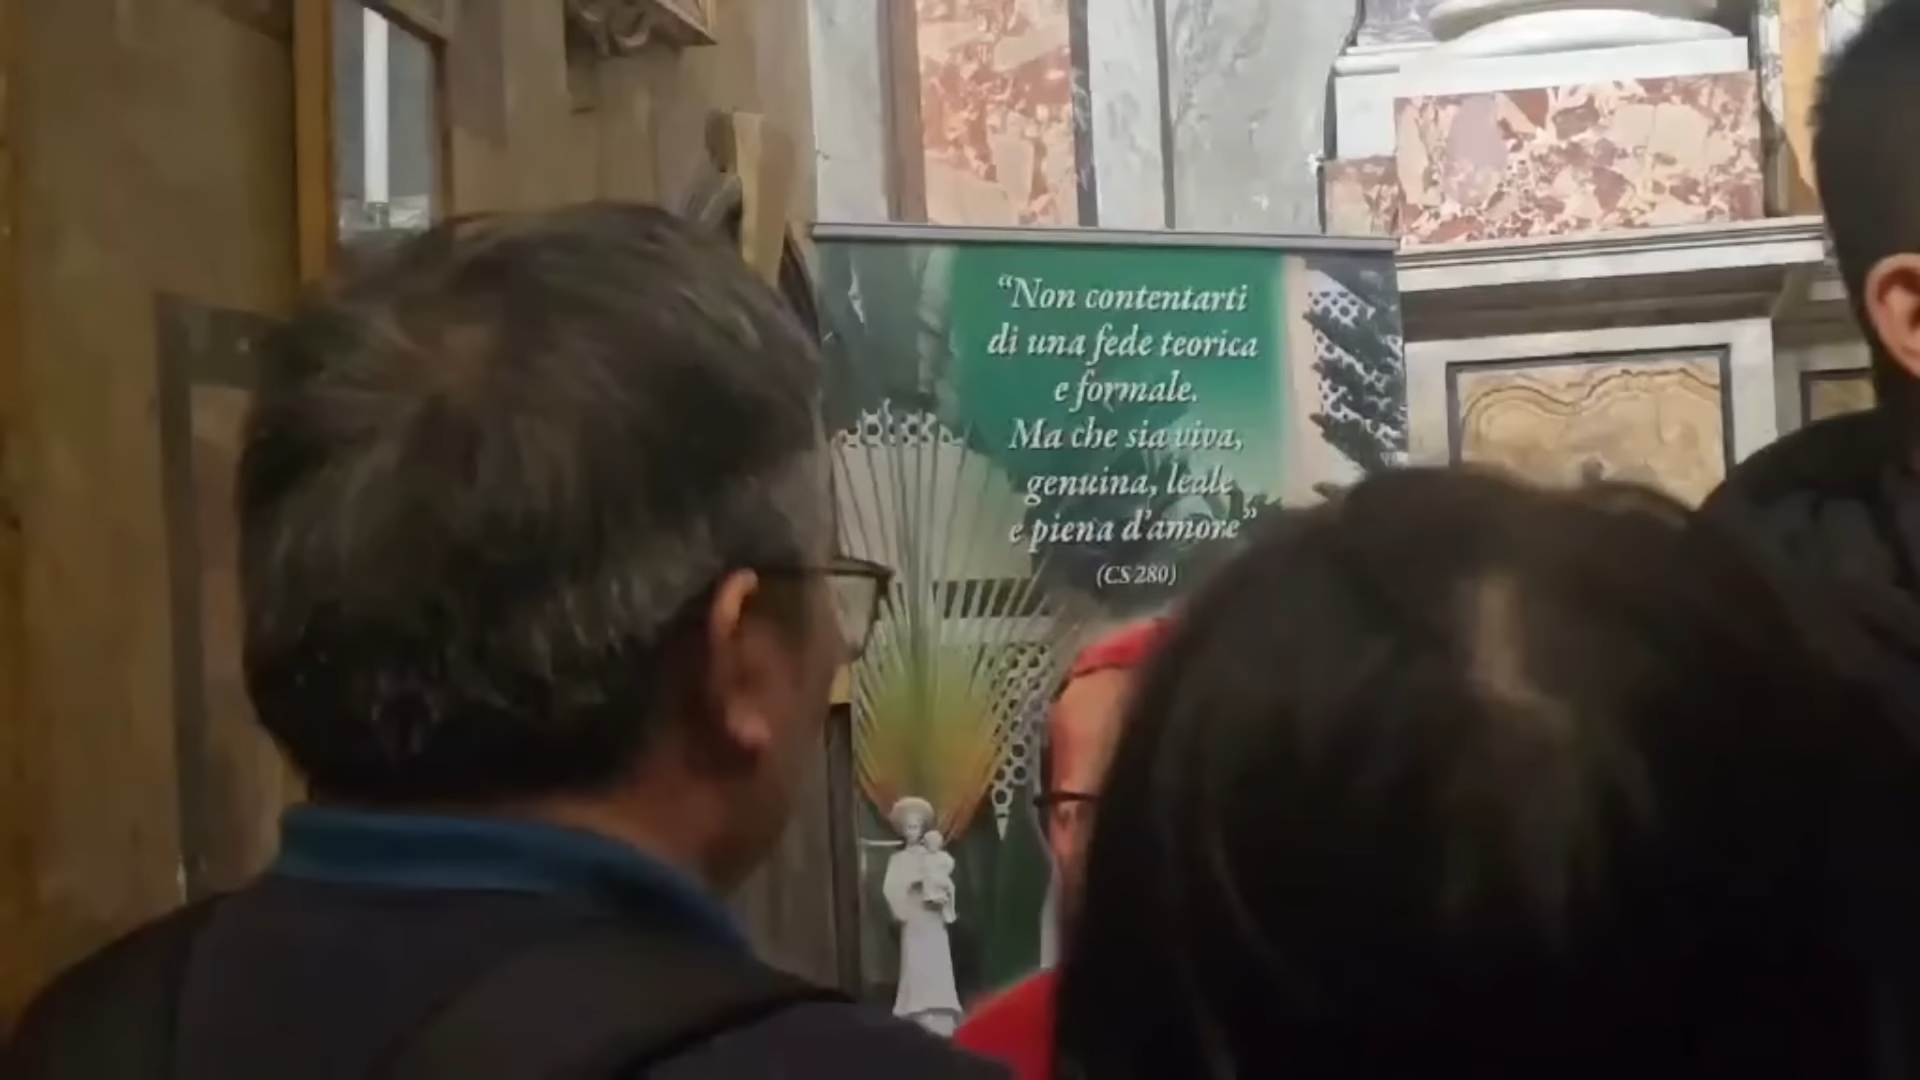 “Non contentarti
di una fede teorica
e formale.
Ma che sia viva,
genuina, leale
e piena d’amore”
(CS 280)